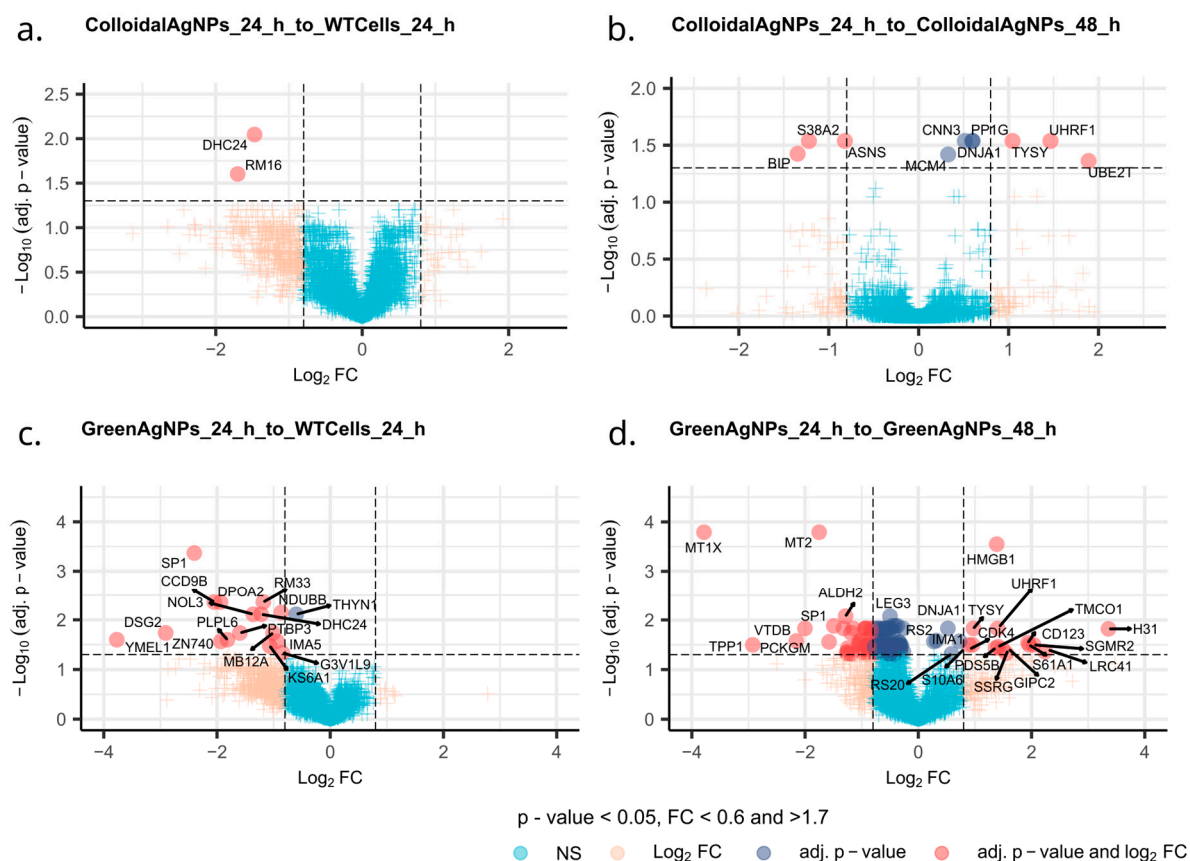 a.
ColloidalAgNPs_24_h_to_WTCells_24_h
− Log10 (adj. p − value)
2.5
2.0
1.5
1.0
0.5
0.0
DHC24
RM16
−2
0
2
Log2 FC
b.
ColloidalAgNPs_24_h_to_ColloidalAgNPs_48_h
− Log10 (adj. p − value)
2.0
1.5
1.0
0.5
0.0
S38A2
CNN3
PP1G
UHRF1
BIP
ASNS
MCM4
DNJA1
TYSY
UBE2T
−2
−1
0
1
2
Log2 FC
c.
GreenAgNPs_24_h_to_WTCells_24_h
− Log10 (adj. p − value)
4
3
2
1
0
SP1
CCD9B
DPOA2
RM33
NOL3
NDUBB
THYN1
DSG2
PLPL6
PTBP3
DHC24
YMEL1
ZN740
IMA5
MB12A
G3V1L9
KS6A1
−4
−2
0
2
4
Log2 FC
d.
GreenAgNPs_24_h_to_GreenAgNPs_48_h
− Log10 (adj. p − value)
4
3
2
1
0
MT1X
MT2
HMGB1
ALDH2
UHRF1
LEG3
DNJA1
TYSY
TMCO1
SP1
VTDB
RS2
IMA1
CDK4
CD123
H31
TPP1
PCKGM
SGMR2
PDS5B
S61A1
LRC41
RS20
S10A6
SSRG
GIPC2
−4
−2
0
2
4
Log2 FC
p - value < 0.05, FC < 0.6 and >1.7
NS
Log2 FC
adj. p − value
adj. p − value and log2 FC